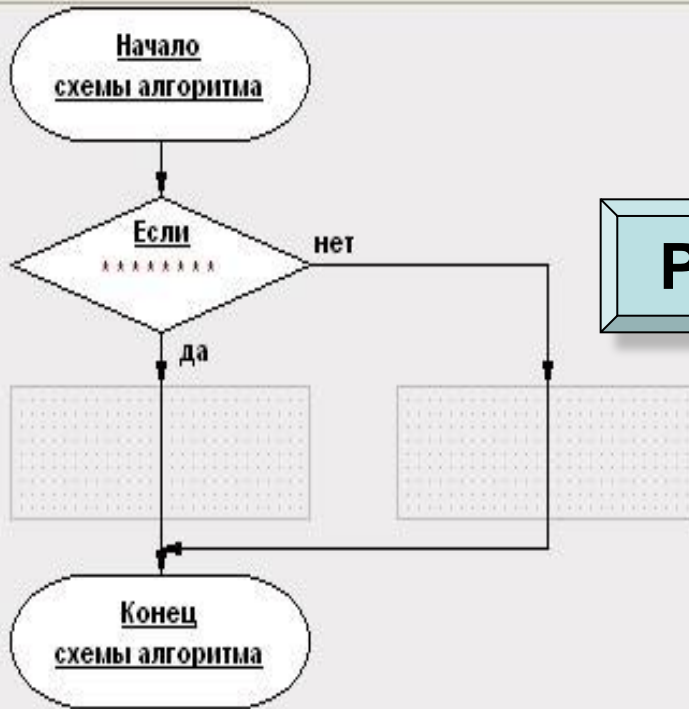 Начало
схемы алгоритма
Если
********
нет
да
Конец
схемы алгоритма